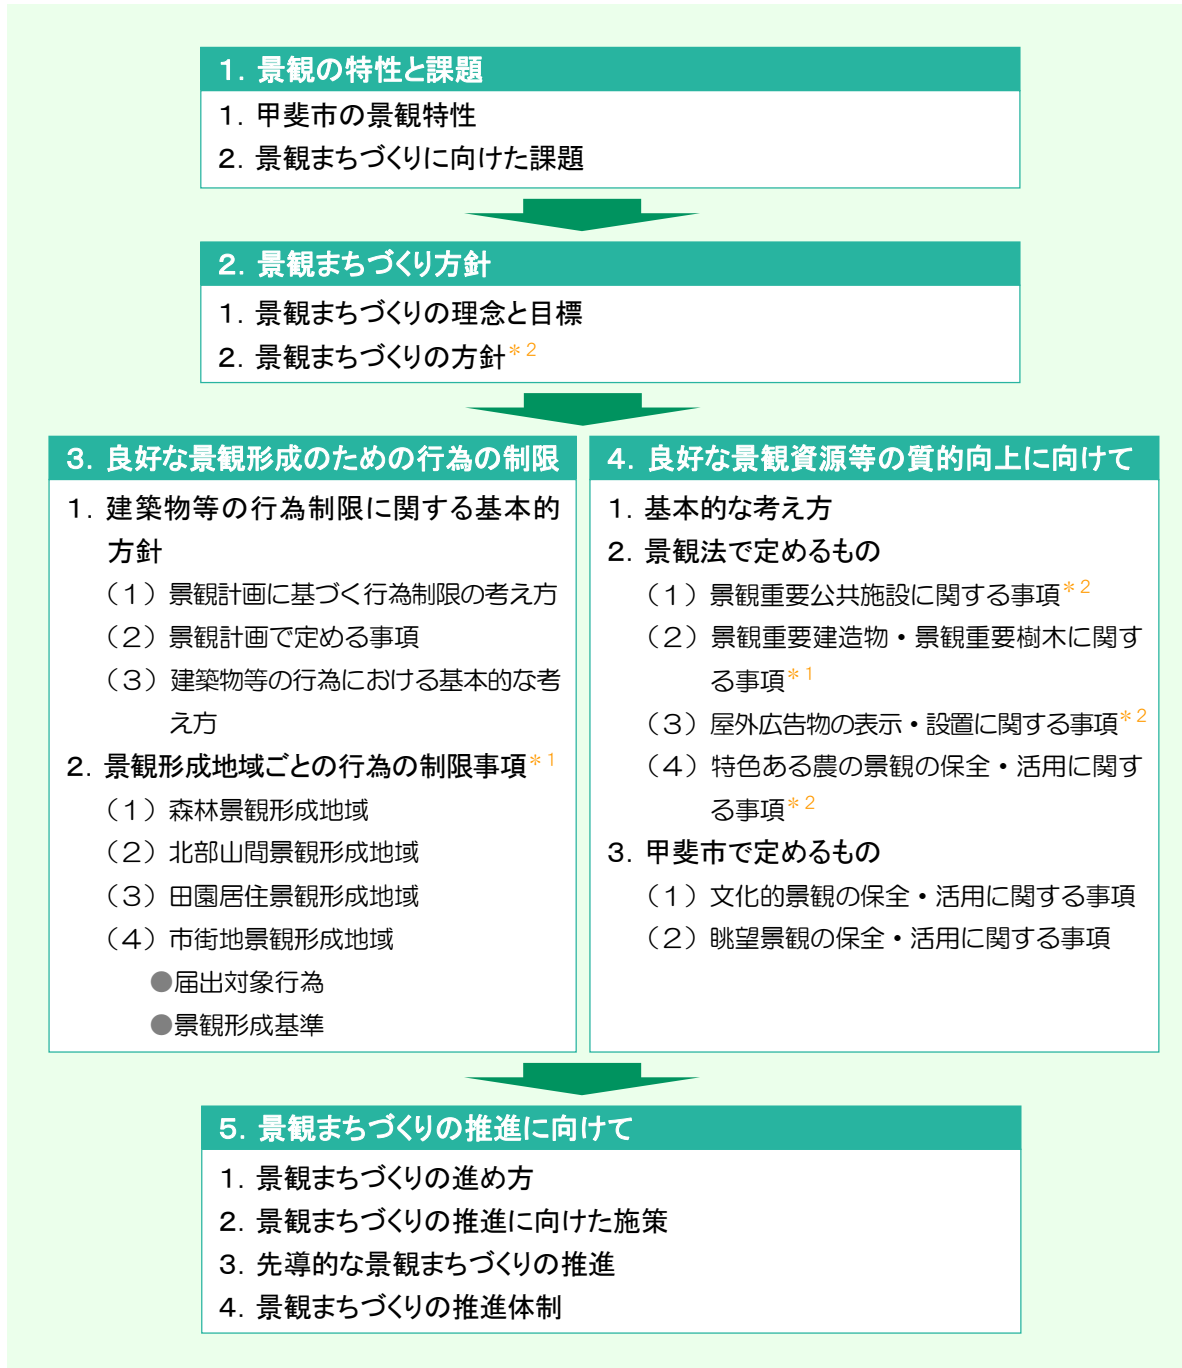 １．景観の特性と課題
１．甲斐市の景観特性
２．景観まちづくりに向けた課題
２．景観まちづくり方針
１．景観まちづくりの理念と目標
２．景観まちづくりの方針＊２
３．良好な景観形成のための行為の制限
１．建築物等の行為制限に関する基本的
方針
（１）景観計画に基づく行為制限の考え方
（２）景観計画で定める事項
（３）建築物等の行為における基本的な考
え方
２．景観形成地域ごとの行為の制限事項＊１
（１）森林景観形成地域
（２）北部山間景観形成地域
（３）田園居住景観形成地域
（４）市街地景観形成地域
●届出対象行為
●景観形成基準
４．良好な景観資源等の質的向上に向けて
１．基本的な考え方
２．景観法で定めるもの
（１）景観重要公共施設に関する事項＊２
（２）景観重要建造物・景観重要樹木に関す
る事項＊１
（３）屋外広告物の表示・設置に関する事項＊２
（４）特色ある農の景観の保全・活用に関す
る事項＊２
３．甲斐市で定めるもの
（１）文化的景観の保全・活用に関する事項
（２）眺望景観の保全・活用に関する事項
５．景観まちづくりの推進に向けて
１．景観まちづくりの進め方
２．景観まちづくりの推進に向けた施策
３．先導的な景観まちづくりの推進
４．景観まちづくりの推進体制